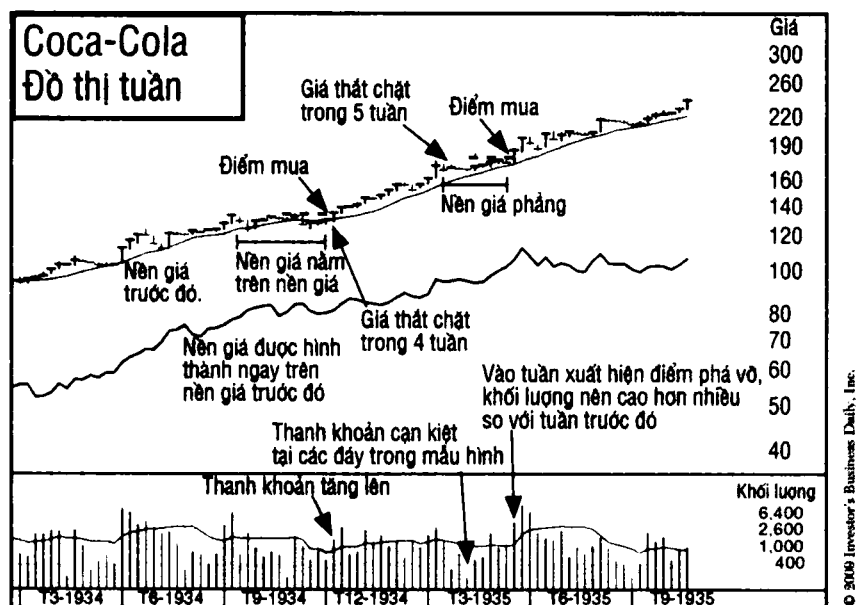 Coca-Cola
Đồ thị tuần
Giá
300
260
220
190
160
140
120
100
80
70
60
50
40
Giá thắt chặt
trong 5 tuần
Điểm mua
Điểm mua
Nền giá phẳng
Nền giá
trước đó.
Nền giá nằm
trên nền giá
Giá thắt chặt
trong 4 tuần
Nền giá được hình
thành ngay trên
nền giá trước đó
Vào tuần xuất hiện điểm phá vỡ,
khối lượng nên cao hơn nhiều
so với tuần trước đó
Thanh khoản cạn kiệt
tại các đáy trong mẫu hình
Thanh khoản tăng lên
Khối lượng
6,400
2,600
1,000
400
T3-1934
T6-1934
T9-1934
T12-1934
T3-1935
T6-1935
T9-1935
© 2009 Investor's Business Daily, Inc.